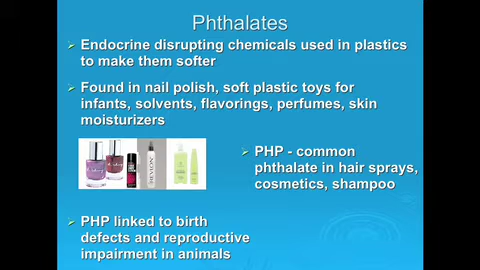 Phthalates
Endocrine disrupting chemicals used in plastics
to make them softer
Found in nail polish, soft plastic toys for
infants, solvents, flavorings, perfumes, skin
moisturizers
REVLON
PHP - common
phthalate in hair sprays,
cosmetics, shampoo
PHP linked to birth
defects and reproductive
impairment in animals